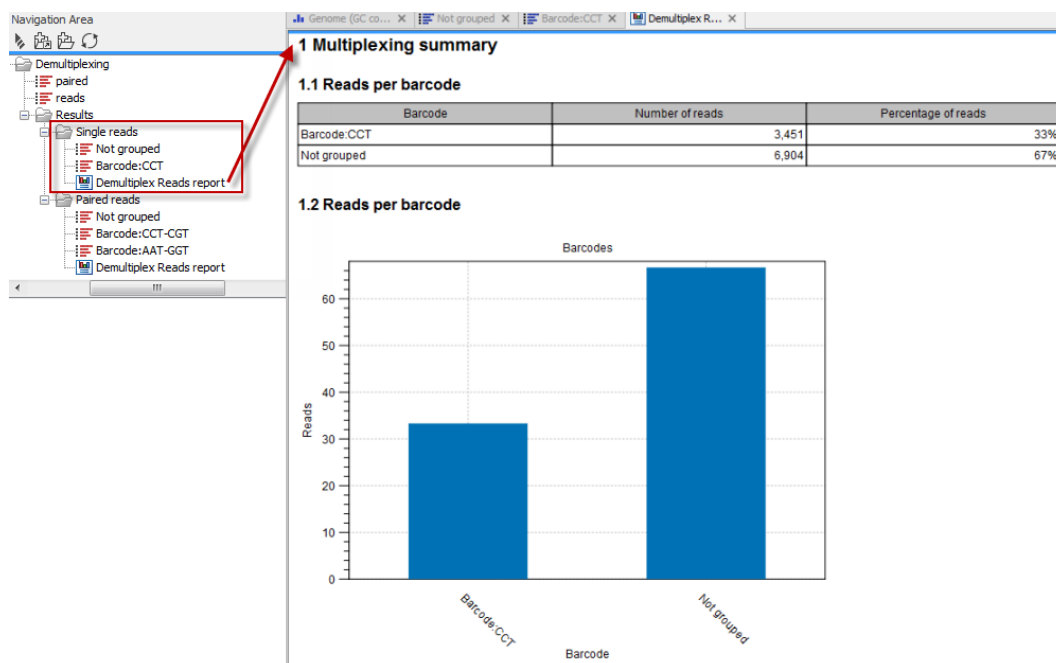 Navigation Area
Demultiplexing
paired
reads
Results
Single reads
Not grouped
Barcode:CCT
Demultiplex Reads report
Paired reads
Not grouped
Barcode:CCT-CGT
Barcode:AAT-GGT
Demultiplex Reads report
Genome (GC co... Not grouped Barcode:CCT Demultiplex R...
1 Multiplexing summary
1.1 Reads per barcode
Barcode Number of reads Percentage of reads
Barcode:CCT 3,451 33%
Not grouped 6,904 67%
1.2 Reads per barcode
Barcodes
60
50
40
30
20
10
0
Reads
Barcode:CCT Not grouped
Barcode